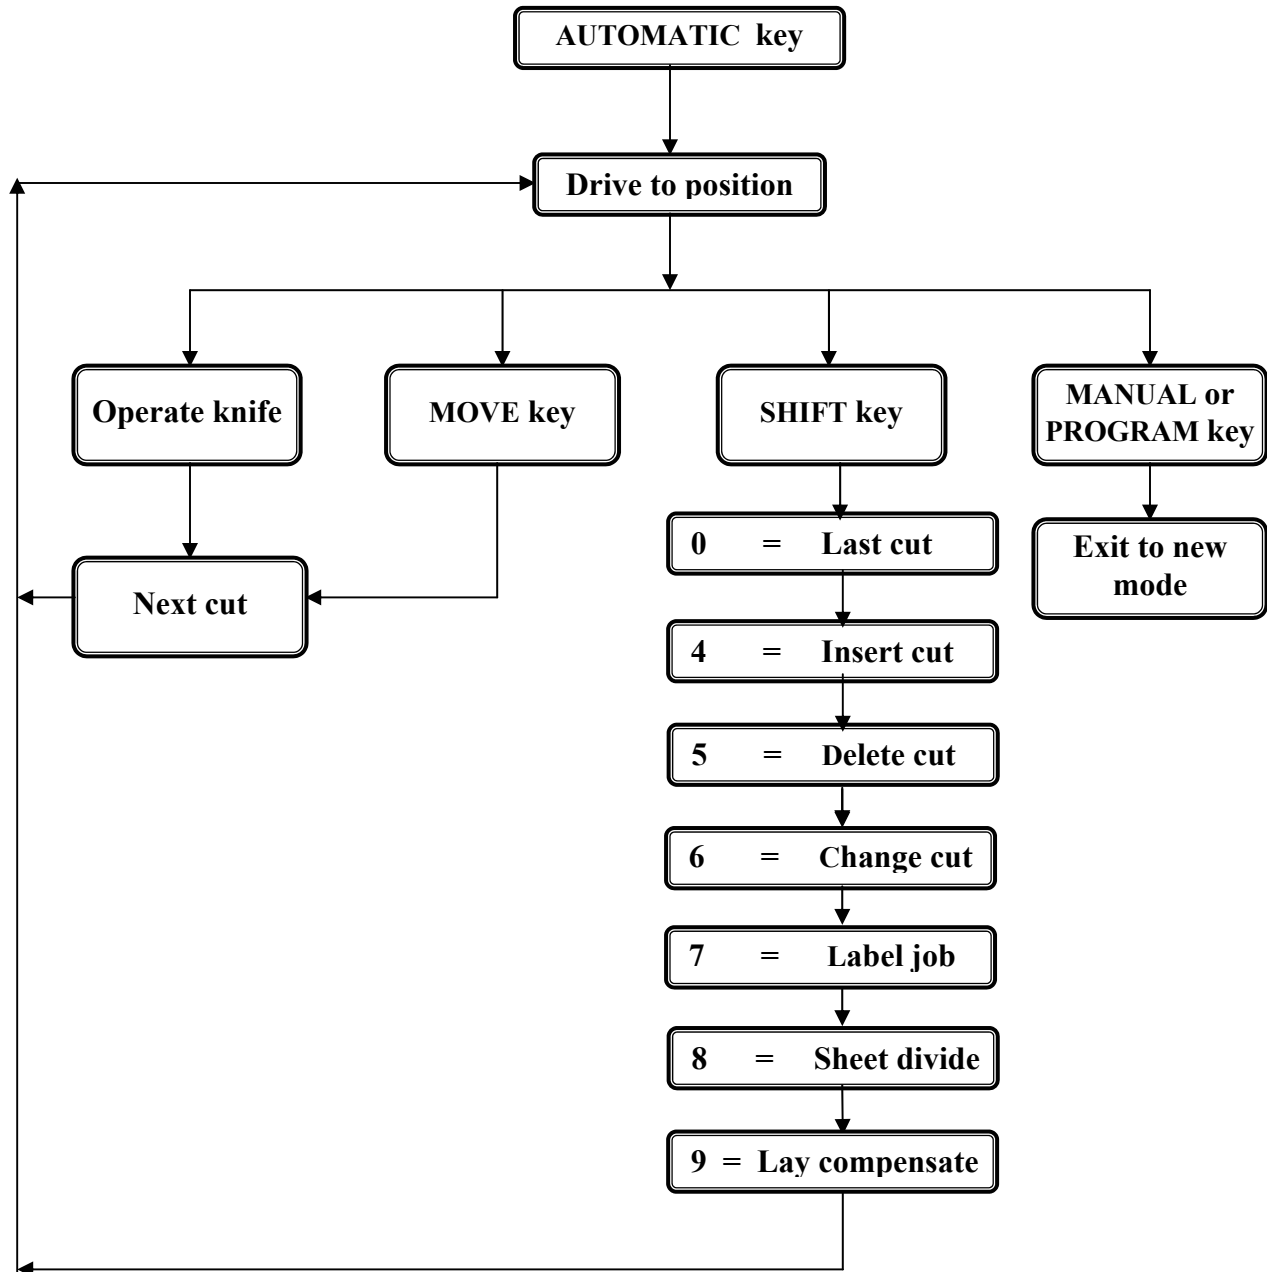 AUTOMATIC key
Drive to position
Operate knife
MOVE key
SHIFT key
MANUAL or
PROGRAM key
Next cut
Exit to new
mode
0 = Last cut
4 = Insert cut
5 = Delete cut
6 = Change cut
7 = Label job
8 = Sheet divide
9 = Lay compensate